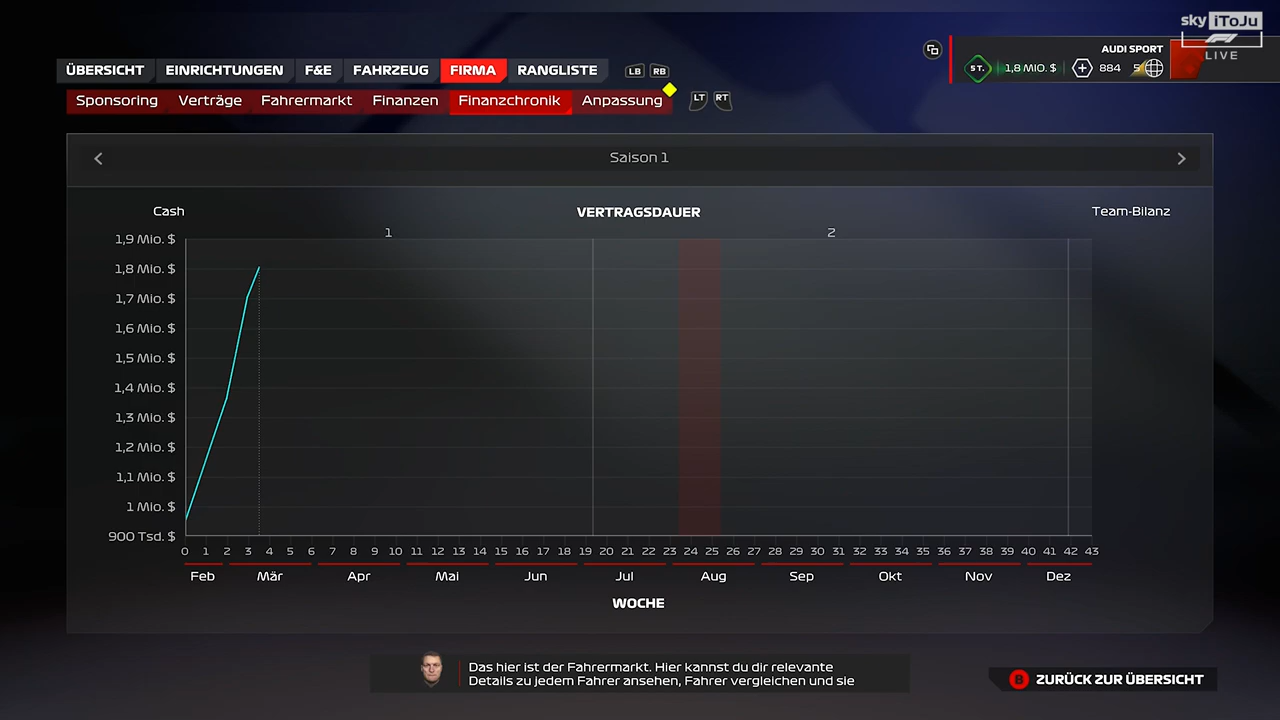 sky iToJu
F1
LIVE
AUDI SPORT
ST. 1,8 MIO. $ 884
ÜBERSICHT EINRICHTUNGEN F&E FAHRZEUG FIRMA RANGLISTE LB RB
Sponsoring Verträge Fahrermarkt Finanzen Finanzchronik Anpassung LT RT
Saison 1
Cash VERTRAGSDAUER Team-Bilanz
1 2
1,9 Mio. $
1,8 Mio. $
1,7 Mio. $
1,6 Mio. $
1,5 Mio. $
1,4 Mio. $
1,3 Mio. $
1,2 Mio. $
1,1 Mio. $
1 Mio. $
900 Tsd. $
0 1 2 3 4 5 6 7 8 9 10 11 12 13 14 15 16 17 18 19 20 21 22 23 24 25 26 27 28 29 30 31 32 33 34 35 36 37 38 39 40 41 42 43
Feb Mär Apr Mai Jun Jul Aug Sep Okt Nov Dez
WOCHE
Das hier ist der Fahrermarkt. Hier kannst du dir relevante
Details zu jedem Fahrer ansehen, Fahrer vergleichen und sie
B ZURÜCK ZUR ÜBERSICHT